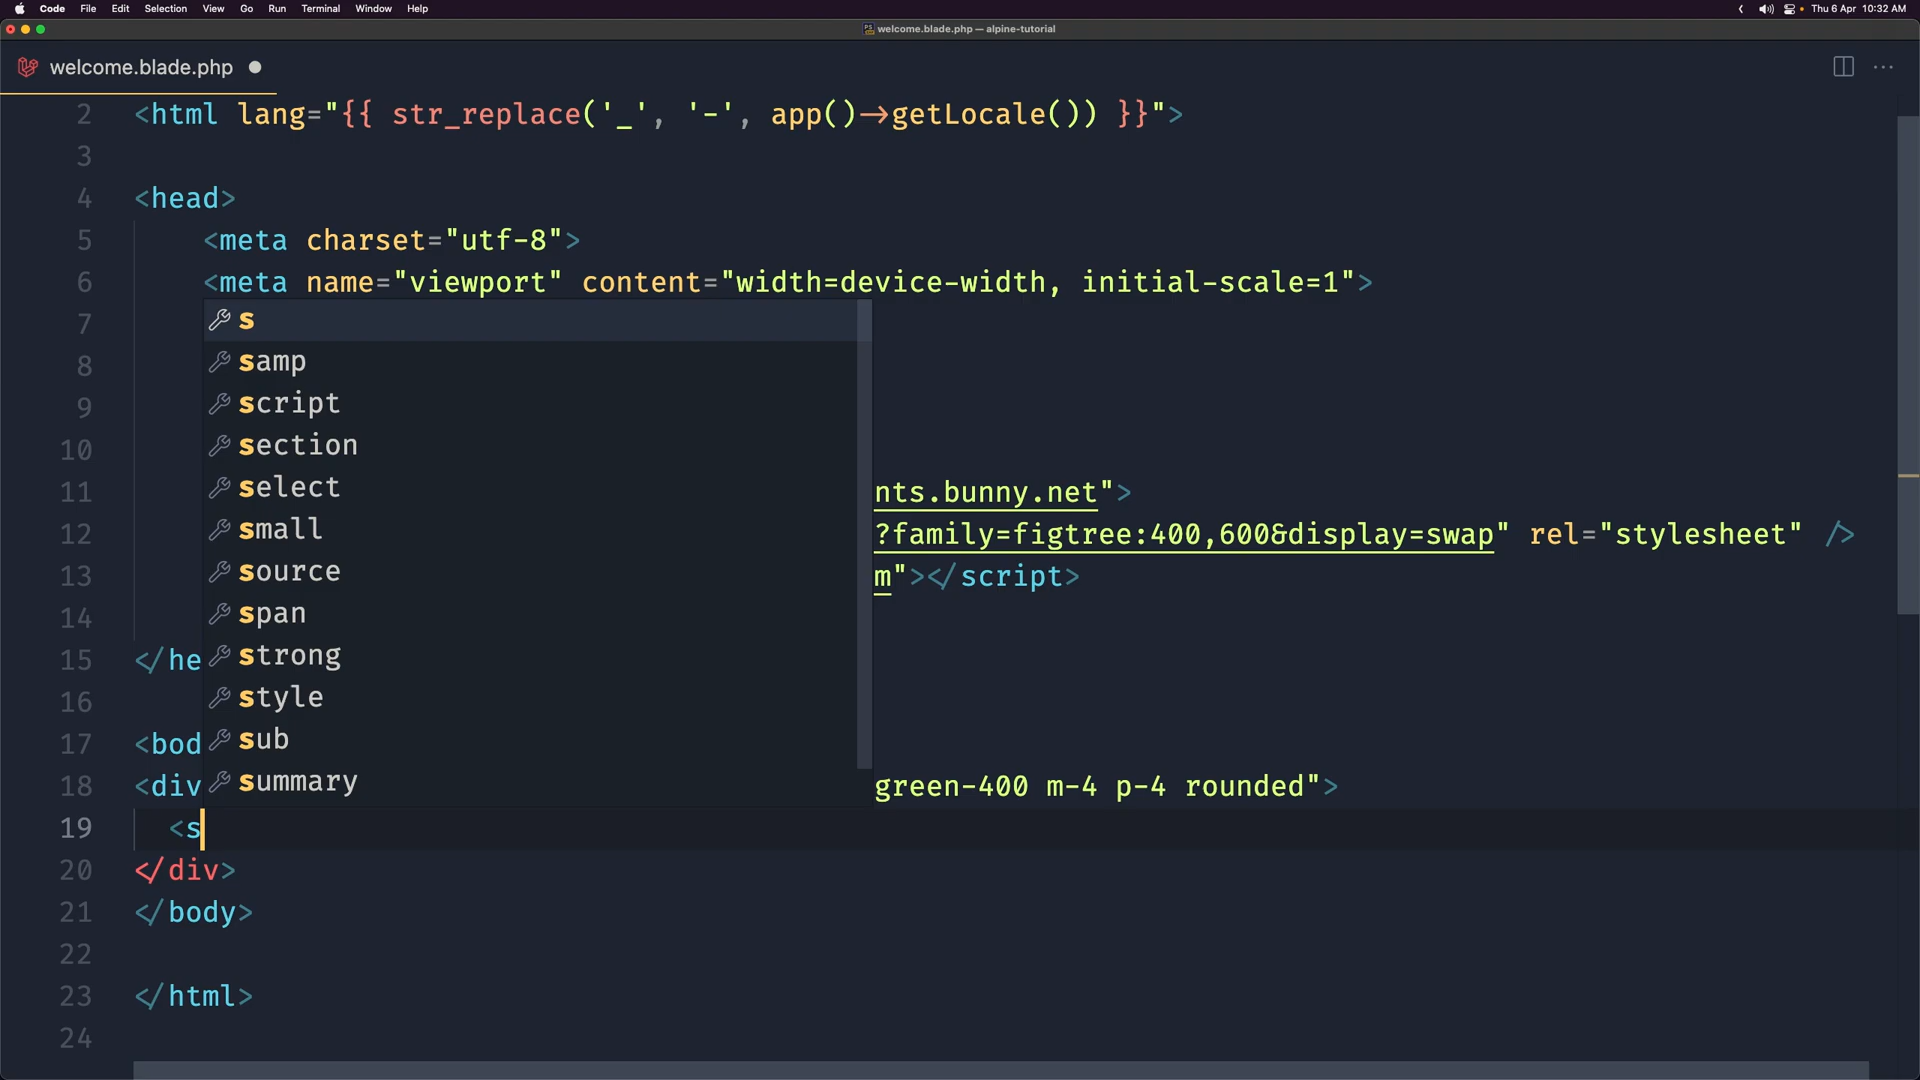 Code File Edit Selection View Go Run Terminal Window Help Thu 6 Apr 10:32 AM
welcome.blade.php — alpine-tutorial
welcome.blade.php
2 <html lang="{{ str_replace('_', '-', app()->getLocale()) }}">
3
4 <head>
5 <meta charset="utf-8">
6 <meta name="viewport" content="width=device-width, initial-scale=1">
7 s
8 samp
9 script
10 section
11 select nts.bunny.net">
12 small ?family=figtree:400,600&display=swap" rel="stylesheet" />
13 source m"></script>
14 span
15 </he strong
16 style
17 <bod sub
18 <div summary green-400 m-4 p-4 rounded">
19 <s
20 </div>
21 </body>
22
23 </html>
24